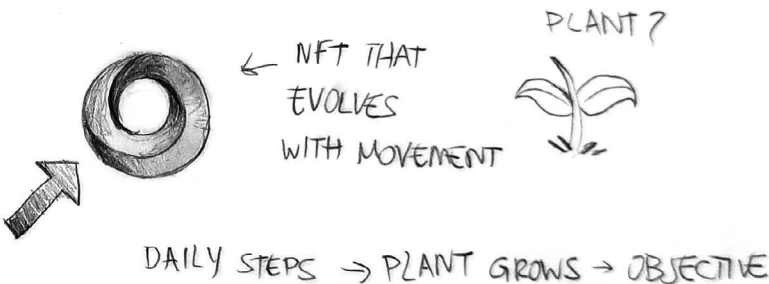 PLANT?
← NFT THAT
EVOLVES
WITH MOVEMENT
DAILY STEPS → PLANT GROWS → OBJECTIVE